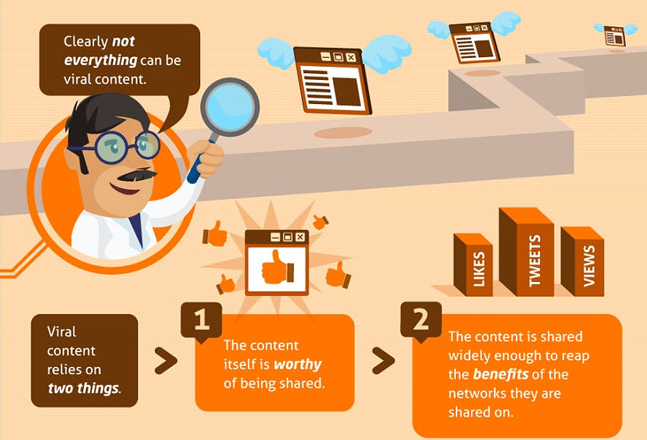 Clearly not
everything can be
viral content.
LIKES
TWEETS
VIEWS
Viral
content
relies on
two things.
1
The content
itself is worthy
of being shared.
2
The content is shared
widely enough to reap
the benefits of the
networks they are
shared on.